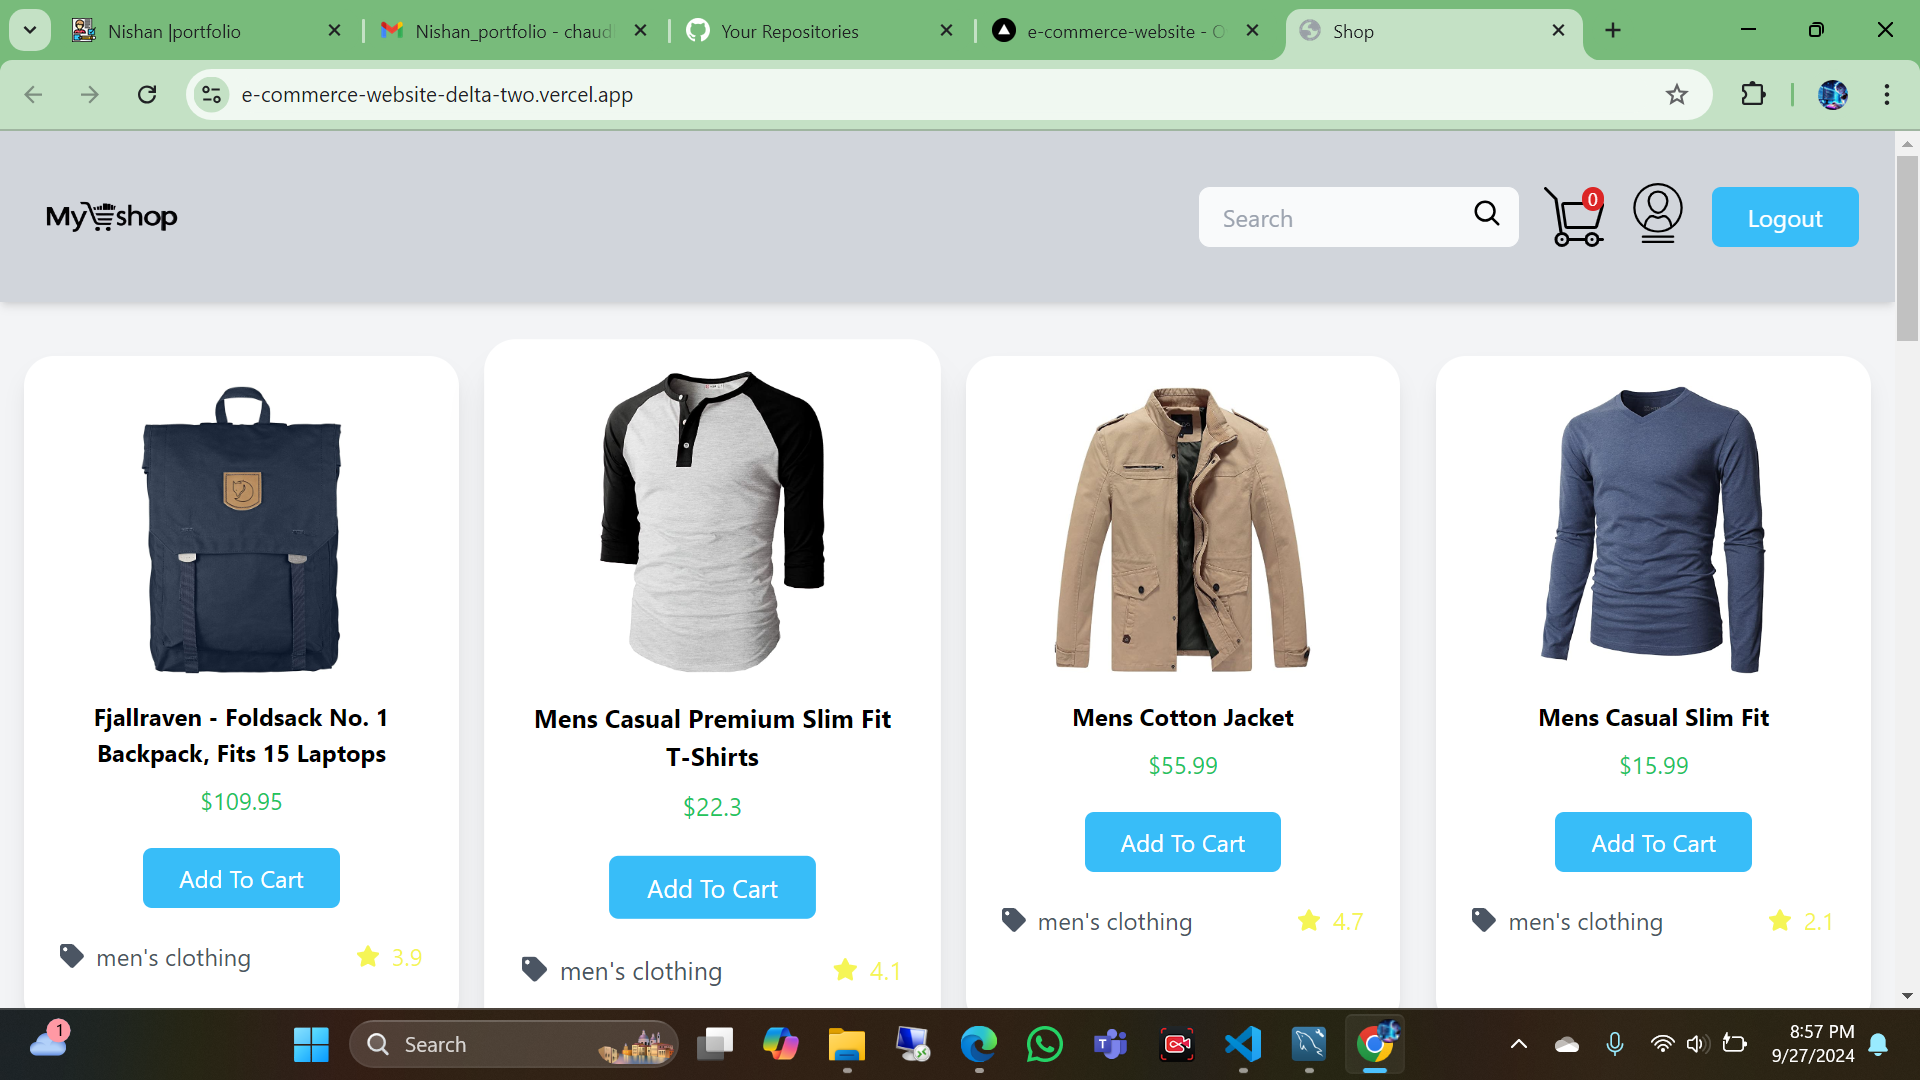 Nishan |portfolio
Nishan_portfolio - chaud
Your Repositories
e-commerce-website - O
Shop
e-commerce-website-delta-two.vercel.app
My shop
Search
0
Logout
Fjallraven - Foldsack No. 1
Backpack, Fits 15 Laptops
$109.95
Add To Cart
men's clothing
3.9
Mens Casual Premium Slim Fit
T-Shirts
$22.3
Add To Cart
men's clothing
4.1
Mens Cotton Jacket
$55.99
Add To Cart
men's clothing
4.7
Mens Casual Slim Fit
$15.99
Add To Cart
men's clothing
2.1
1
Search
8:57 PM
9/27/2024